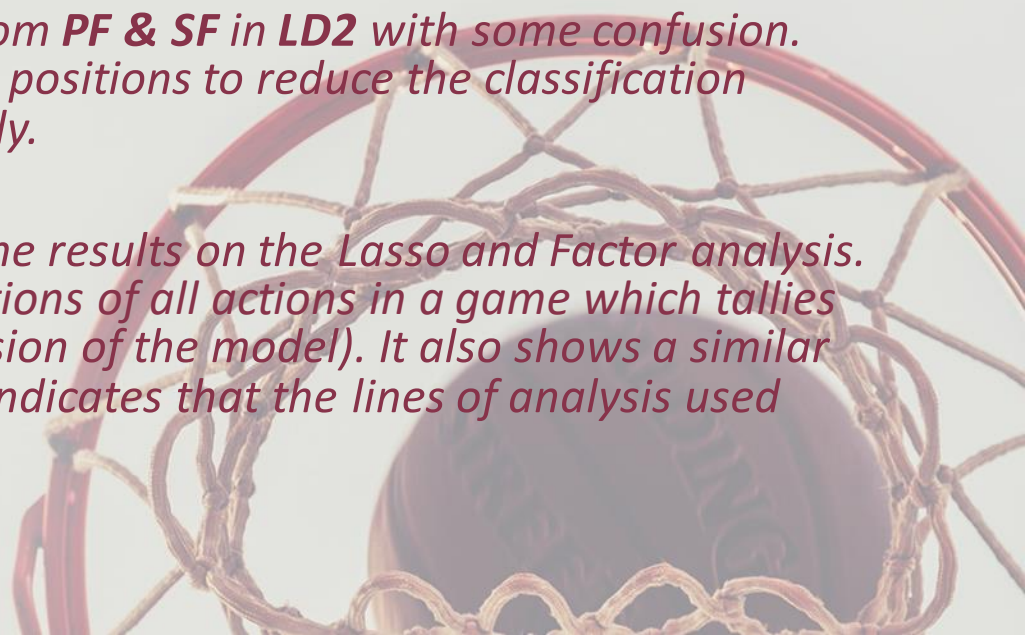 om PF & SF in LD2 with some confusion.
positions to reduce the classification
ly.
he results on the Lasso and Factor analysis.
tions of all actions in a game which tallies
sion of the model). It also shows a similar
ndicates that the lines of analysis used